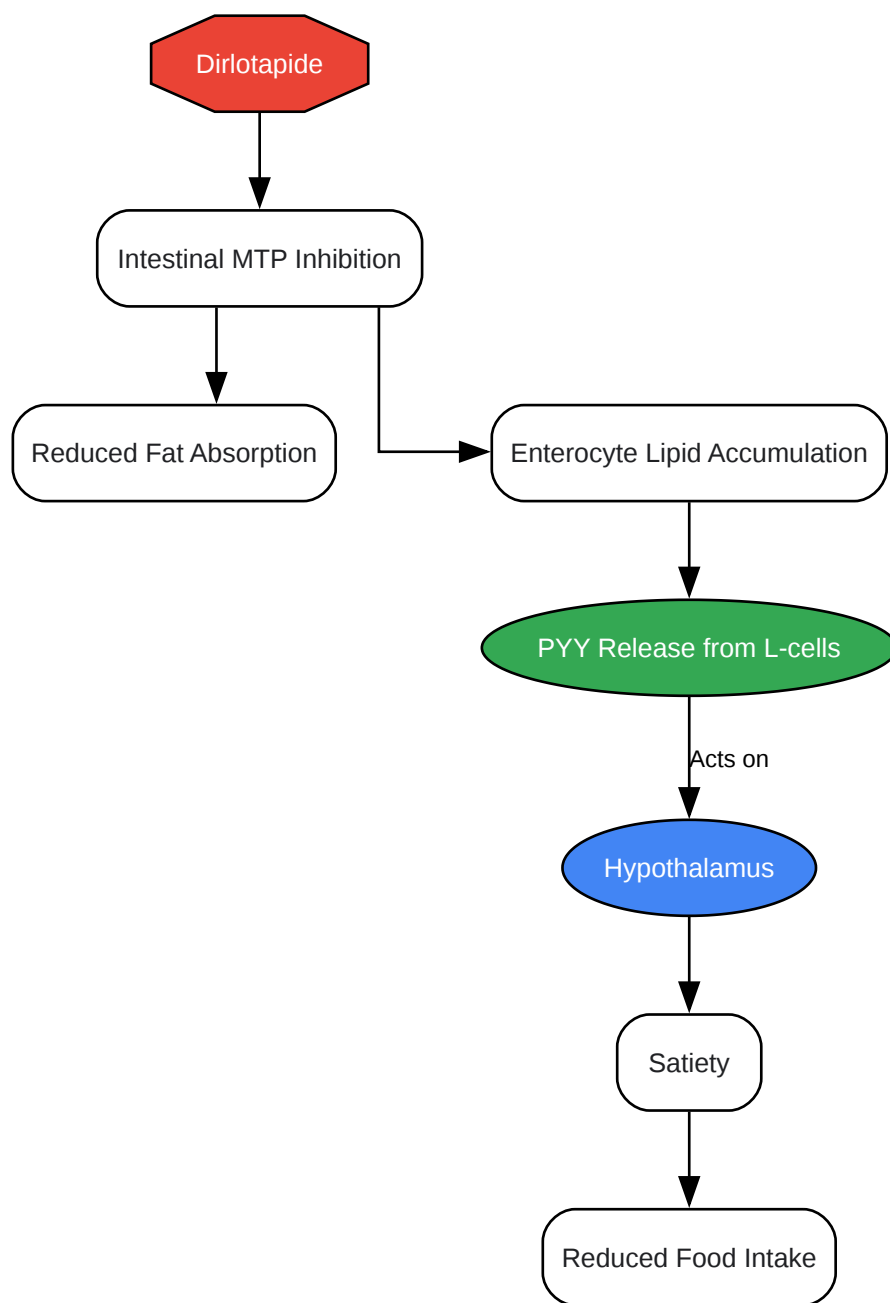 Dirlotapide
Intestinal MTP Inhibition
Reduced Fat Absorption
Enterocyte Lipid Accumulation
PYY Release from L-cells
Acts on
Hypothalamus
Satiety
Reduced Food Intake